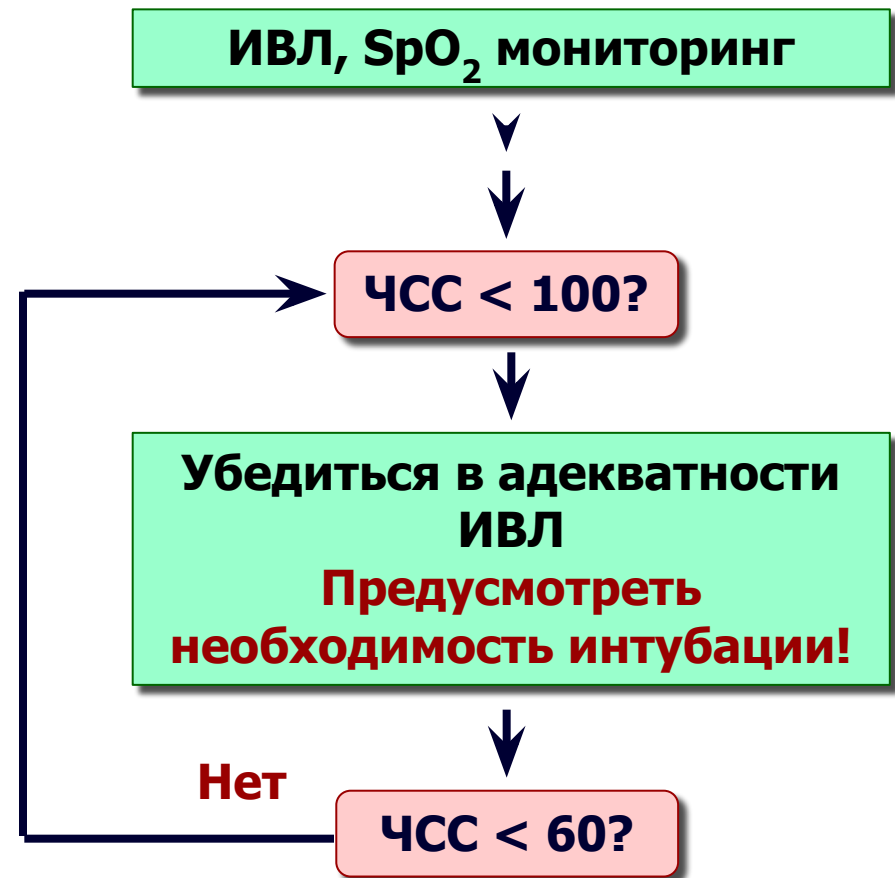 ИВЛ, SpO₂ мониторинг
ЧСС < 100?
Убедиться в адекватности
ИВЛ
Предусмотреть
необходимость интубации!
Нет
ЧСС < 60?